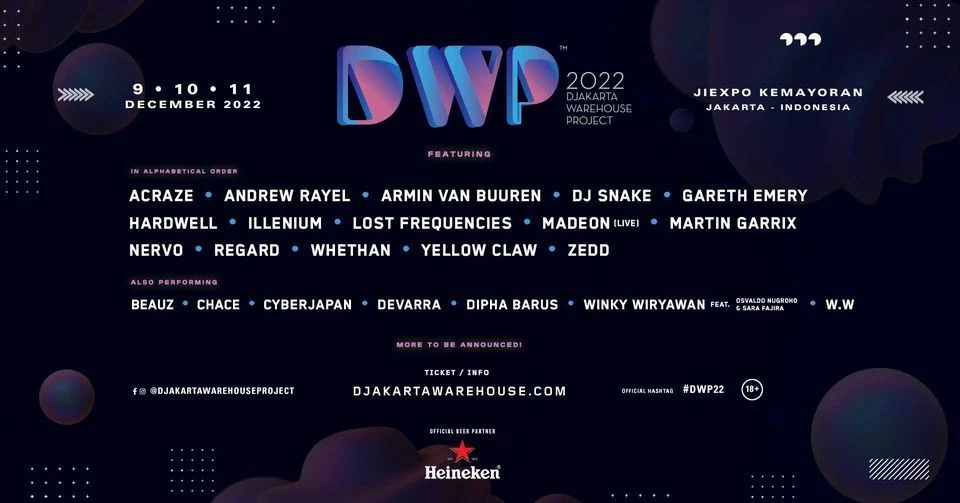 9 • 10 • 11
DECEMBER 2022
DWP™
2022
DJAKARTA
WAREHOUSE
PROJECT
JIEXPO KEMAYORAN
JAKARTA - INDONESIA
FEATURING
IN ALPHABETICAL ORDER
ACRAZE • ANDREW RAYEL • ARMIN VAN BUUREN • DJ SNAKE • GARETH EMERY
HARDWELL • ILLENIUM • LOST FREQUENCIES • MADEON (LIVE) • MARTIN GARRIX
NERVO • REGARD • WHETHAN • YELLOW CLAW • ZEDD
ALSO PERFORMING
BEAUZ • CHACE • CYBERJAPAN • DEVARRA • DIPHA BARUS • WINKY WIRYAWAN FEAT. OSVALDO NUGROHO & SARA FAJIRA • W.W
MORE TO BE ANNOUNCED!
TICKET / INFO
@DJAKARTAWAREHOUSEPROJECT
DJAKARTAWAREHOUSE.COM
OFFICIAL HASHTAG #DWP22 18+
OFFICIAL BEER PARTNER
Heineken®